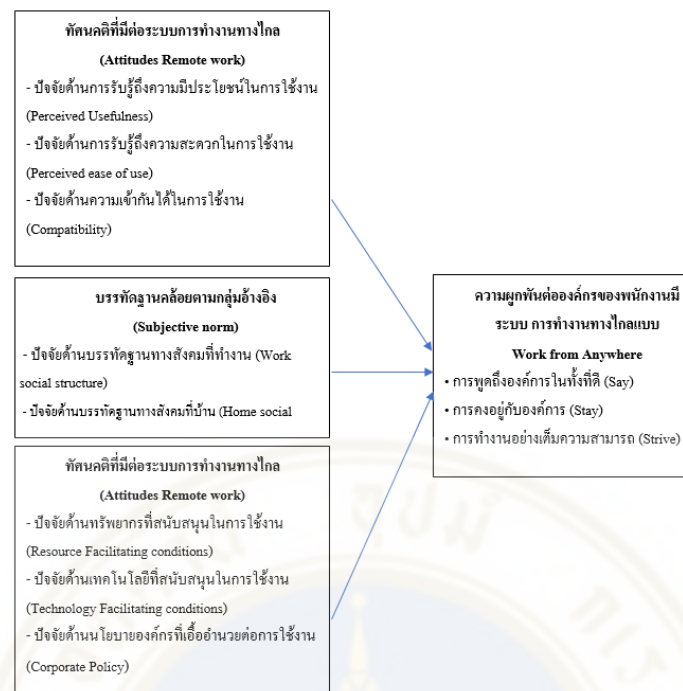 ทัศนคติที่มีต่อระบบการทำงานทางไกล
(Attitudes Remote work)
- ปัจจัยด้านการรับรู้ถึงความมีประโยชน์ในการใช้งาน
(Perceived Usefulness)
- ปัจจัยด้านการรับรู้ถึงความสะดวกในการใช้งาน
(Perceived ease of use)
- ปัจจัยด้านความเข้ากันได้ในการใช้งาน
(Compatibility)
บรรทัดฐานคล้อยตามกลุ่มอ้างอิง
(Subjective norm)
- ปัจจัยด้านบรรทัดฐานทางสังคมที่ทำงาน (Work
social structure)
- ปัจจัยด้านบรรทัดฐานทางสังคมที่บ้าน (Home social
ทัศนคติที่มีต่อระบบการทำงานทางไกล
(Attitudes Remote work)
- ปัจจัยด้านทรัพยากรที่สนับสนุนในการใช้งาน
(Resource Facilitating conditions)
- ปัจจัยด้านเทคโนโลยีที่สนับสนุนในการใช้งาน
(Technology Facilitating conditions)
- ปัจจัยด้านนโยบายองค์กรที่เอื้ออำนวยต่อการใช้งาน
(Corporate Policy)
ความผูกพันต่อองค์กรของพนักงานมี
ระบบ การทำงานทางไกลแบบ
Work from Anywhere
• การพูดถึงองค์การในทั้งที่ดี (Say)
• การคงอยู่กับองค์การ (Stay)
• การทำงานอย่างเต็มความสามารถ (Strive)